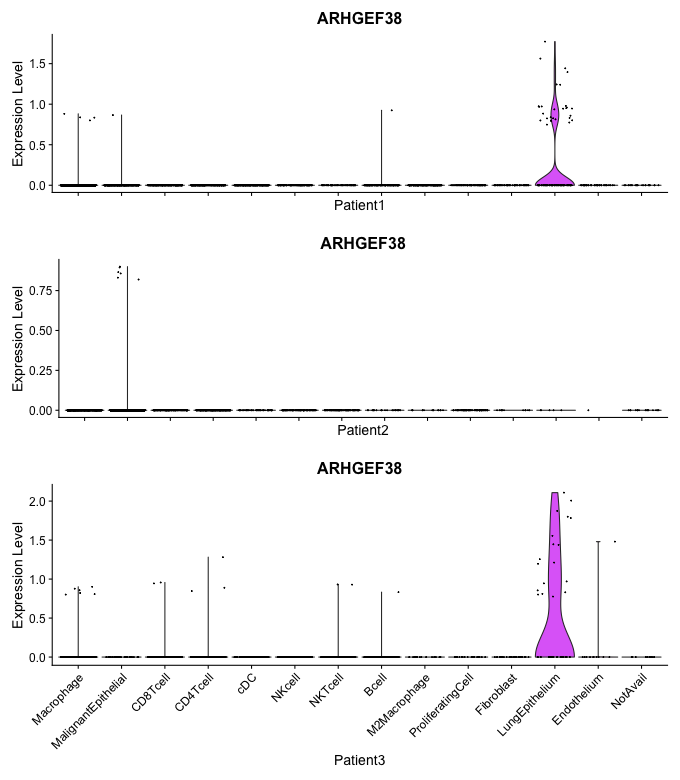 ARHGEF38
Expression Level
1.5
1.0
0.5
0.0
Patient1
ARHGEF38
Expression Level
0.75
0.50
0.25
0.00
Patient2
ARHGEF38
Expression Level
2.0
1.5
1.0
0.5
0.0
Macrophage
MalignantEpithelial
CD8Tcell
CD4Tcell
cDC
NKcell
NKTcell
Bcell
M2Macrophage
ProliferatingCell
Fibroblast
LungEpithelium
Endothelium
NotAvail
Patient3